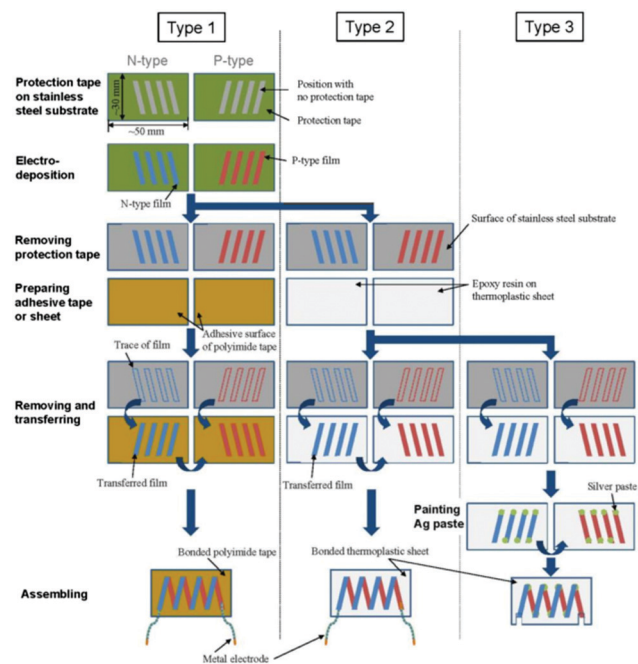 Type 1
Type 2
Type 3
N-type
P-type
Protection tape
on stainless
steel substrate
~30 mm
~50 mm
Position with
no protection tape
Protection tape
Electro-
deposition
P-type film
N-type film
Removing
protection tape
Surface of stainless steel substrate
Preparing
adhesive tape
or sheet
Epoxy resin on
thermoplastic sheet
Adhesive surface
of polyimide tape
Trace of film
Removing and
transferring
Transferred film
Transferred film
Painting
Ag paste
Silver paste
Bonded polyimide tape
Bonded thermoplastic sheet
Assembling
Metal electrode